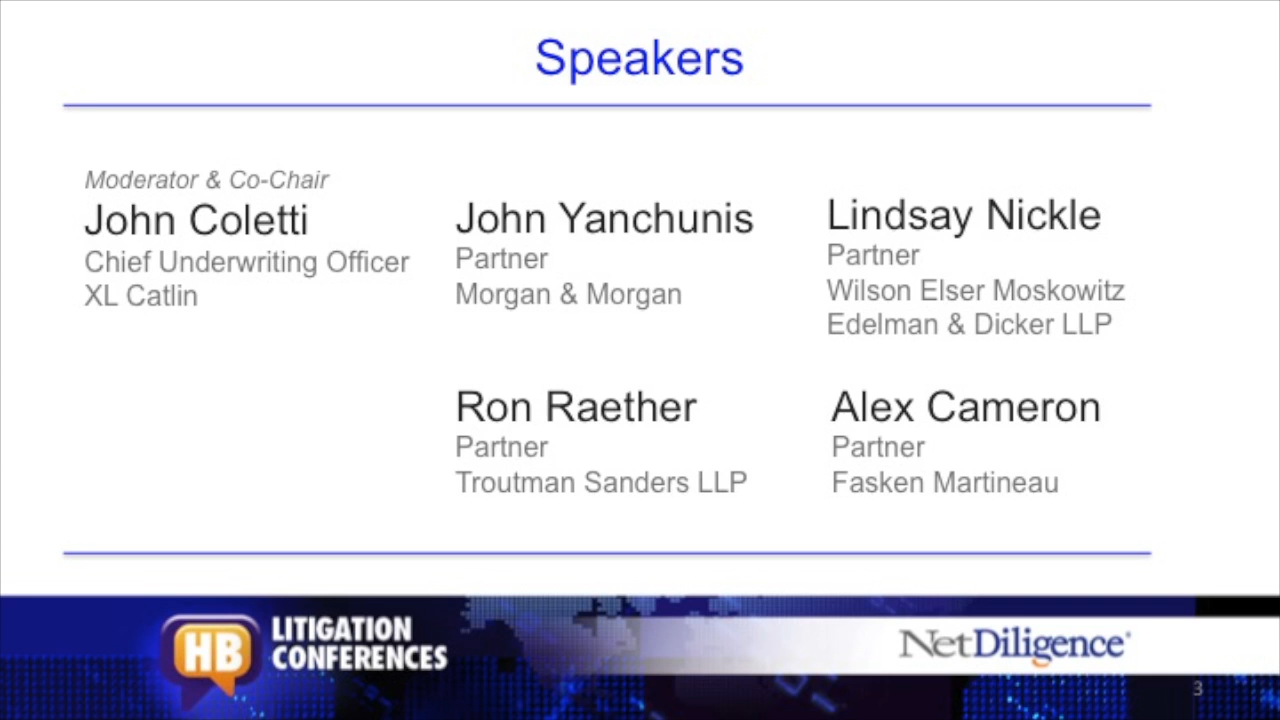 Speakers
Moderator & Co-Chair
John Coletti
Chief Underwriting Officer
XL Catlin
John Yanchunis
Partner
Morgan & Morgan
Lindsay Nickle
Partner
Wilson Elser Moskowitz
Edelman & Dicker LLP
Ron Raether
Partner
Troutman Sanders LLP
Alex Cameron
Partner
Fasken Martineau
HB
LITIGATION
CONFERENCES
NetDiligence®
3